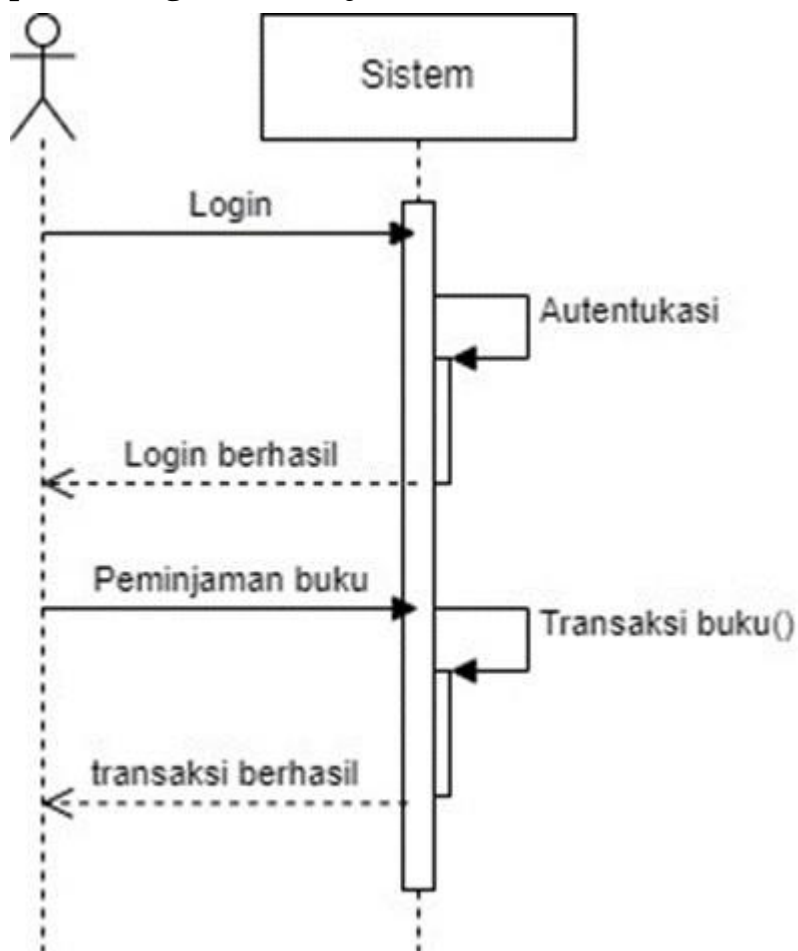 Sistem
Login
Autentukasi
Login berhasil
Peminjaman buku
Transaksi buku()
transaksi berhasil